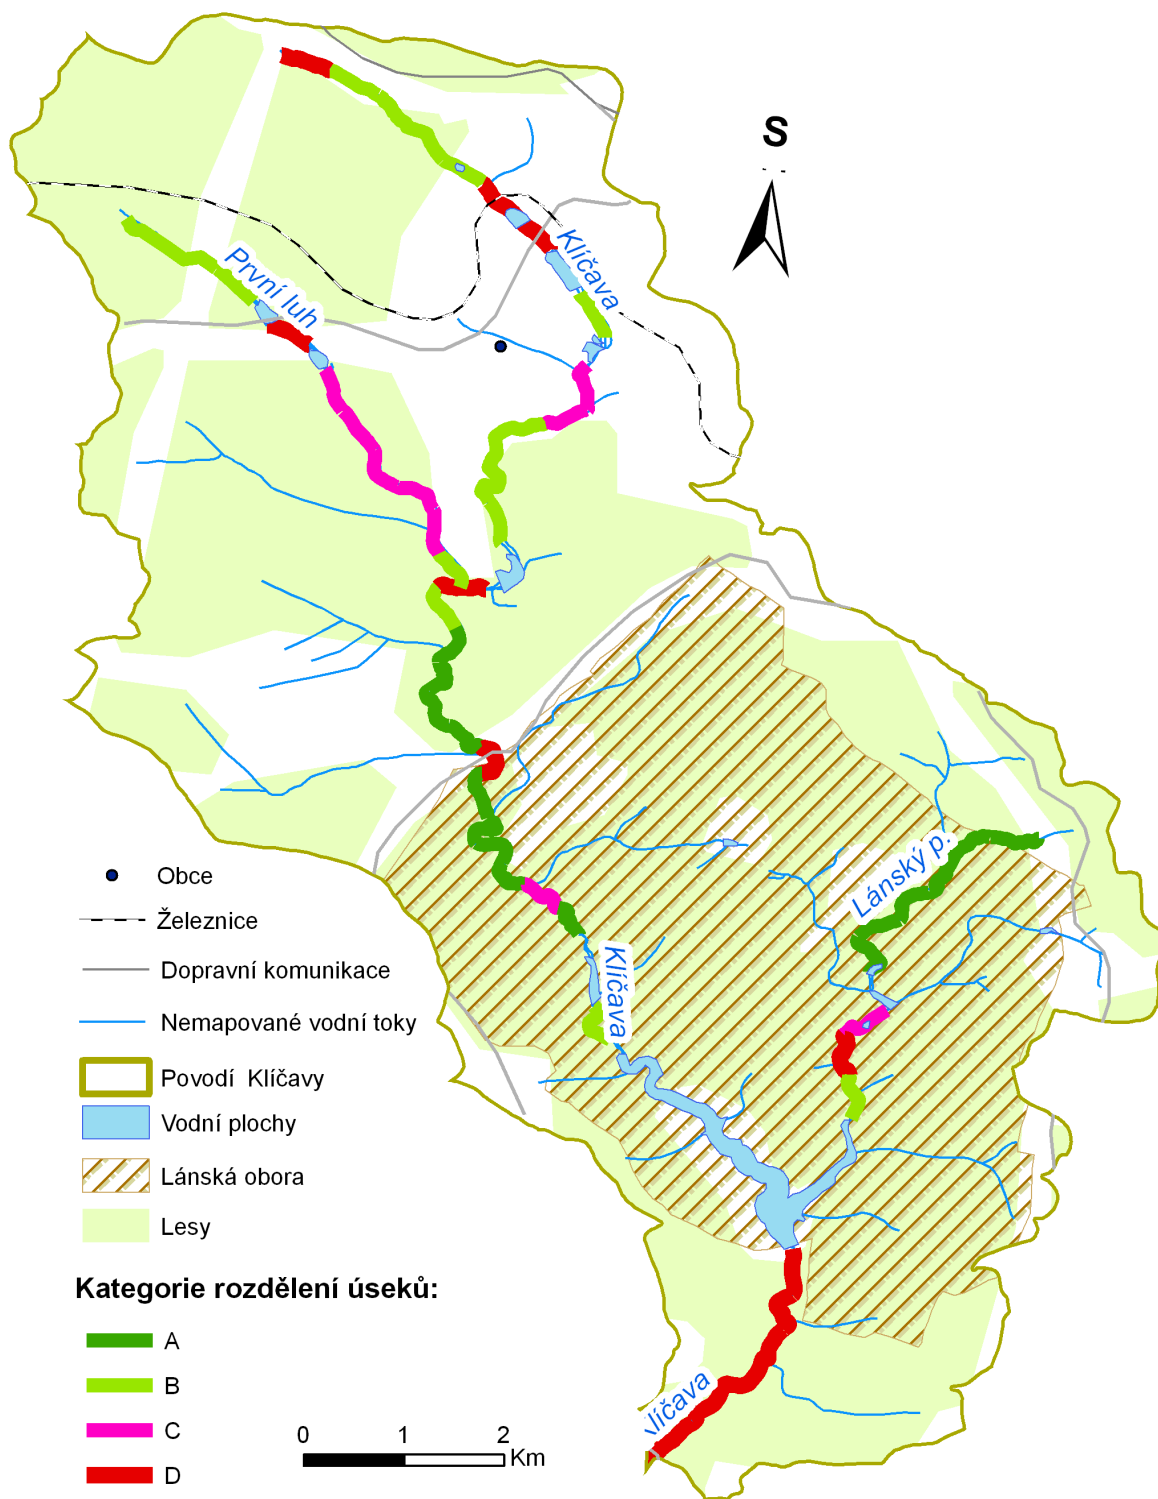 S
Klíčava
První luh
Lánský p.
Klíčava
Obce
Železnice
Dopravní komunikace
Nemapované vodní toky
Povodí Klíčavy
Vodní plochy
Lánská obora
Lesy
Kategorie rozdělení úseků:
A
B
C
D
líčava
0 1 2
Km